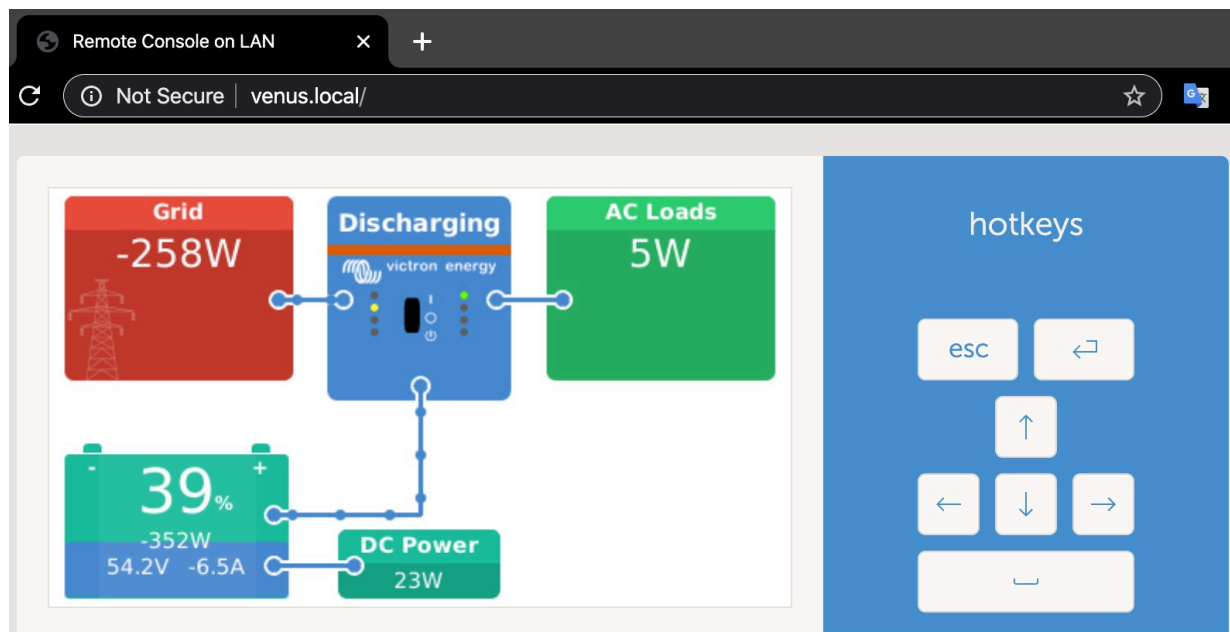 Remote Console on LAN
Not Secure venus.local/
Grid
-258W
Discharging
victron energy
AC Loads
5W
hotkeys
esc
- +
39%
-352W
54.2V -6.5A
DC Power
23W